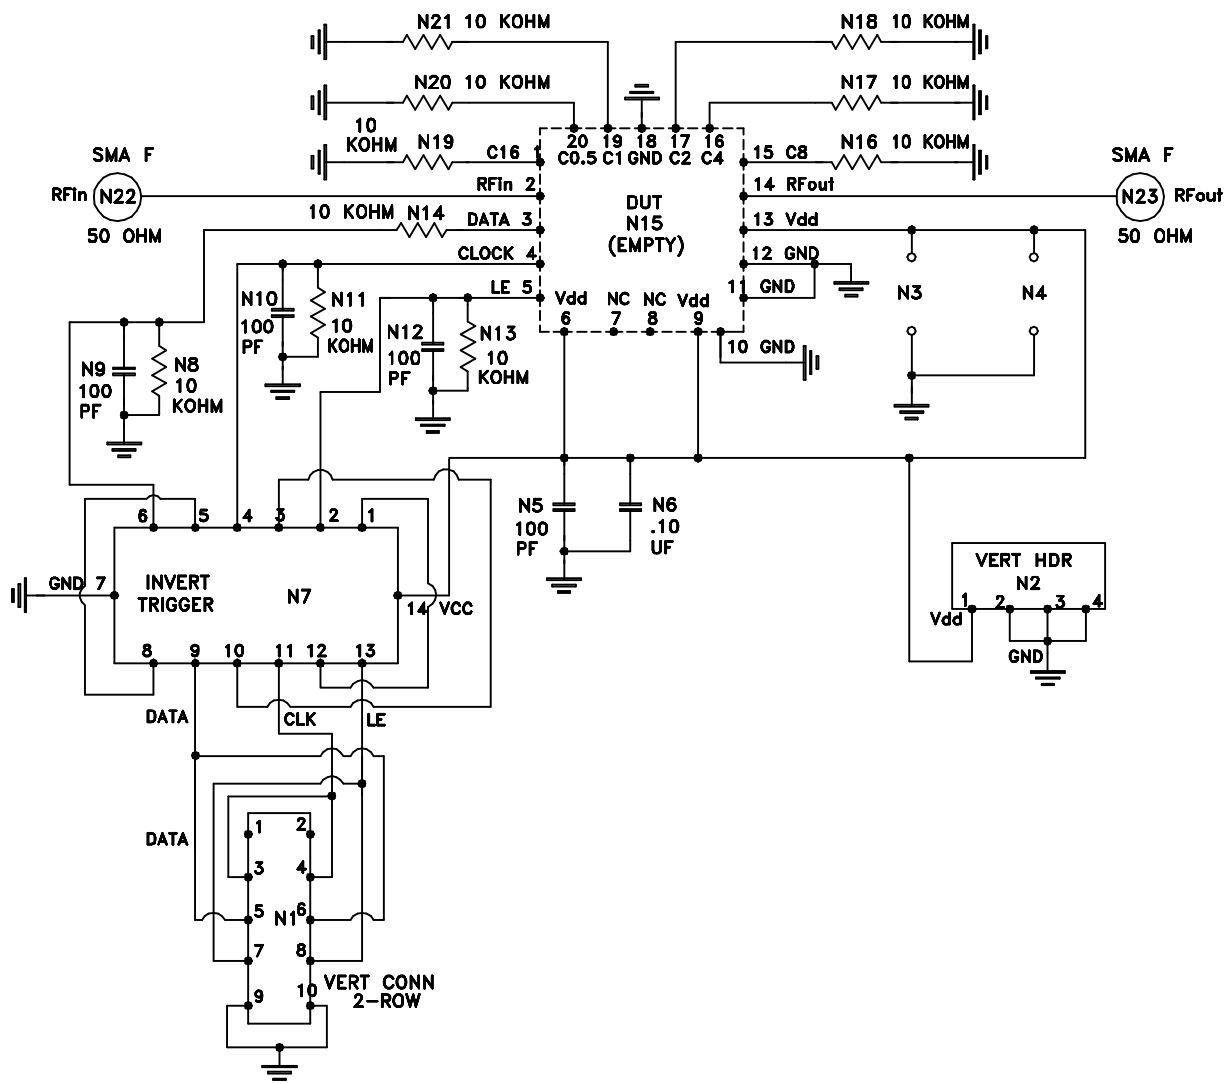 N21 10 KOHM
N18 10 KOHM
N20 10 KOHM
N17 10 KOHM
10
KOHM
N19
N16 10 KOHM
20 19 18 17 16
C0.5 C1 GND C2 C4
C16 1
15 C8
SMA F
RFin N22
50 OHM
RFin 2
14 RFout
SMA F
N23 RFout
50 OHM
10 KOHM N14
DATA 3
DUT
N15
(EMPTY)
13 Vdd
CLOCK 4
12 GND
LE 5
11 GND
Vdd NC NC Vdd
6 7 8 9
10 GND
N3
N4
N10
100
PF
N11
10
KOHM
N12
100
PF
N13
10
KOHM
N9
100
PF
N8
10
KOHM
N5
100
PF
N6
.10
UF
6 5 4 3 2 1
GND 7
INVERT
TRIGGER
N7
14 VCC
8 9 10 11 12 13
VERT HDR
N2
1 2 3 4
Vdd
GND
DATA
CLK
LE
DATA
1 2
3 4
5 N1 6
7 8
9 10
VERT CONN
2-ROW